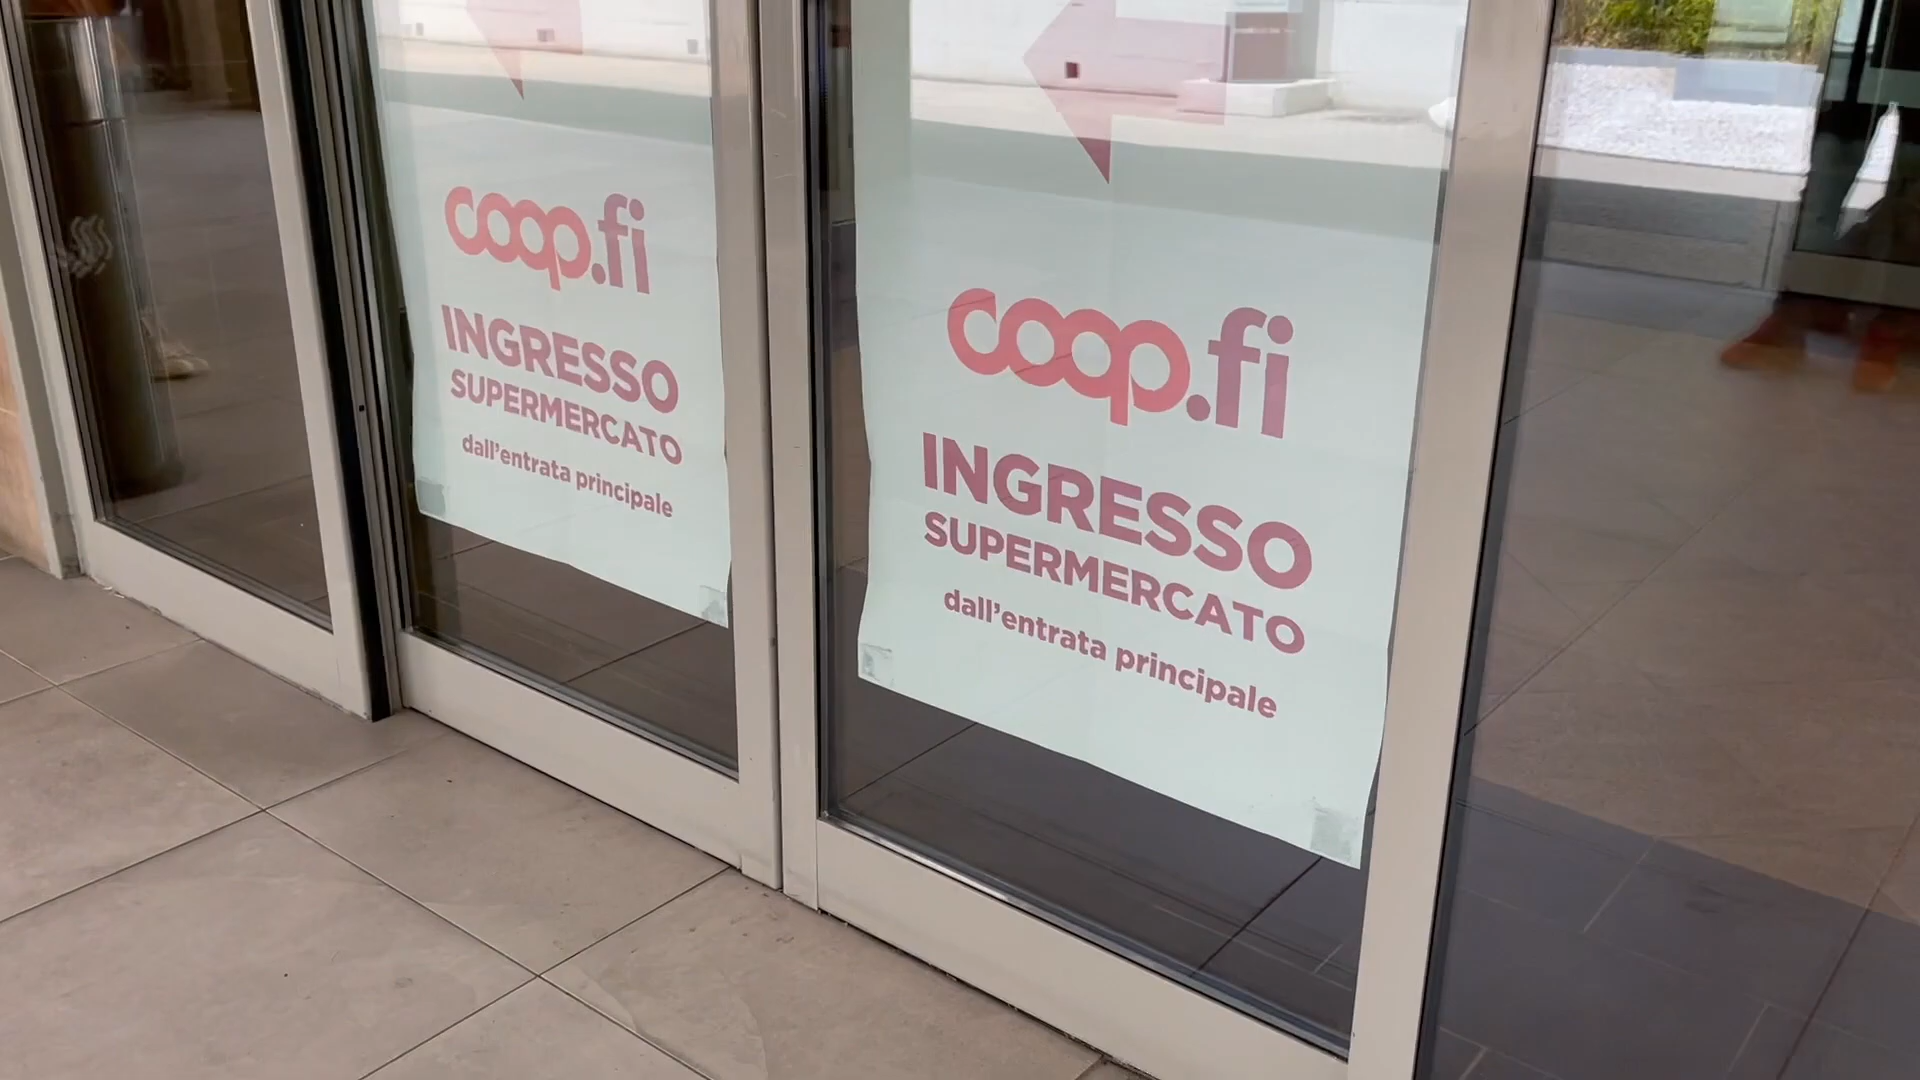 coop.fi
INGRESSO
SUPERMERCATO
dall'entrata principale
coop.fi
INGRESSO
SUPERMERCATO
dall'entrata principale